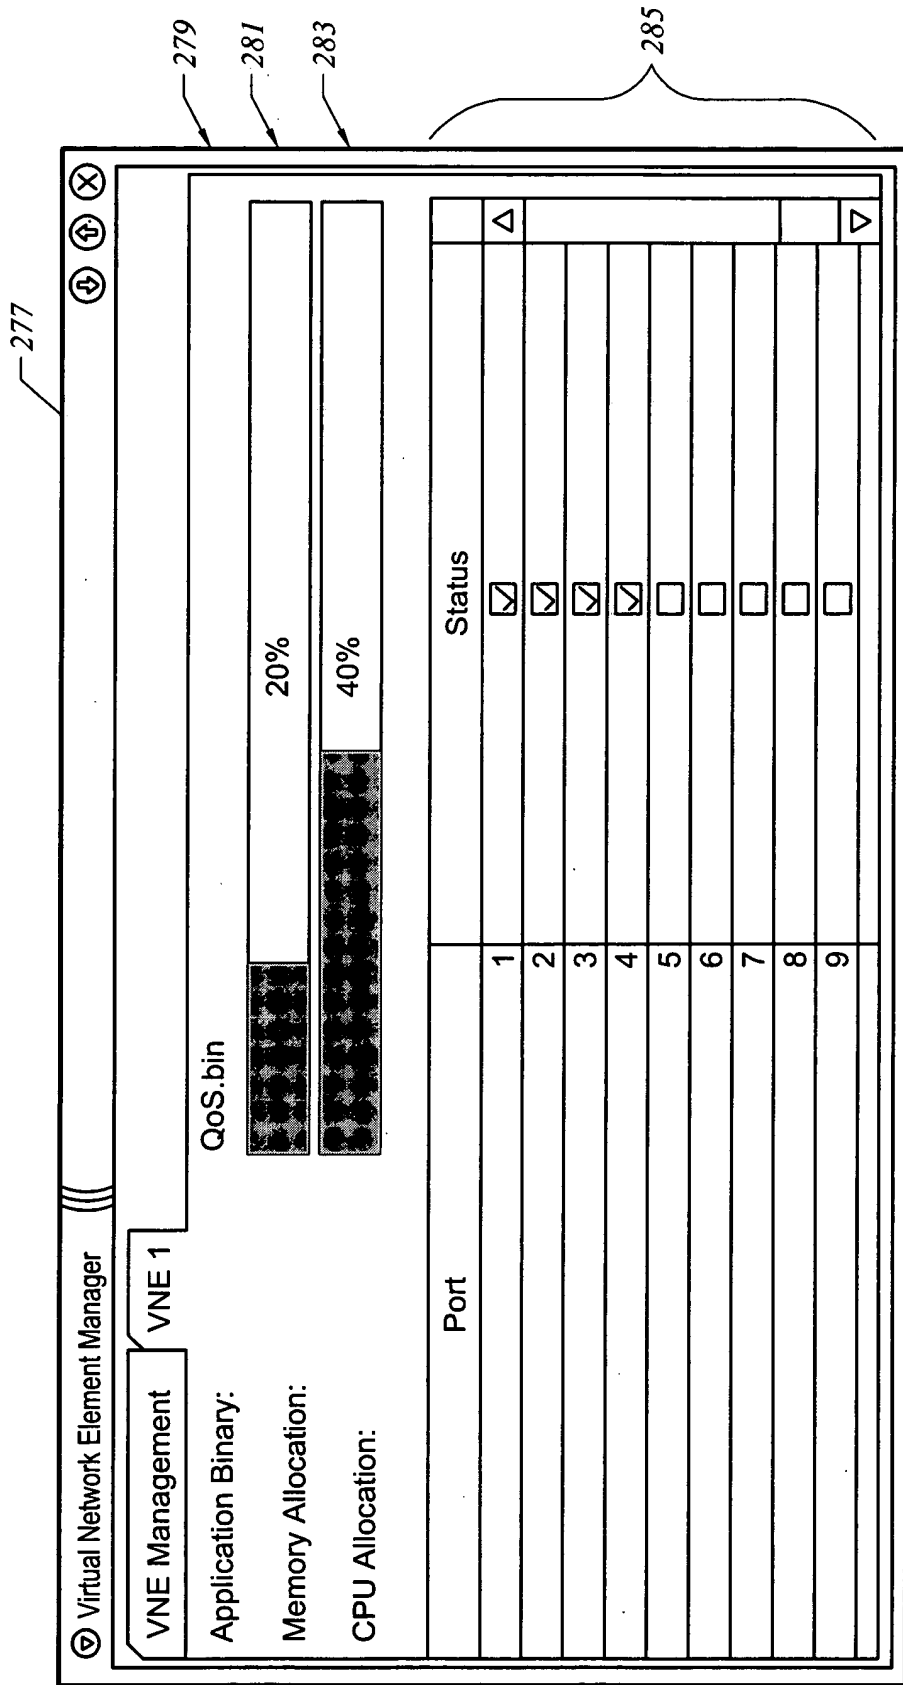 277
Virtual Network Element Manager
VNE Management
VNE 1
Application Binary:
QoS.bin
279
Memory Allocation:
20%
281
CPU Allocation:
40%
283
Port
Status
1
2
3
4
5
6
7
8
9
285